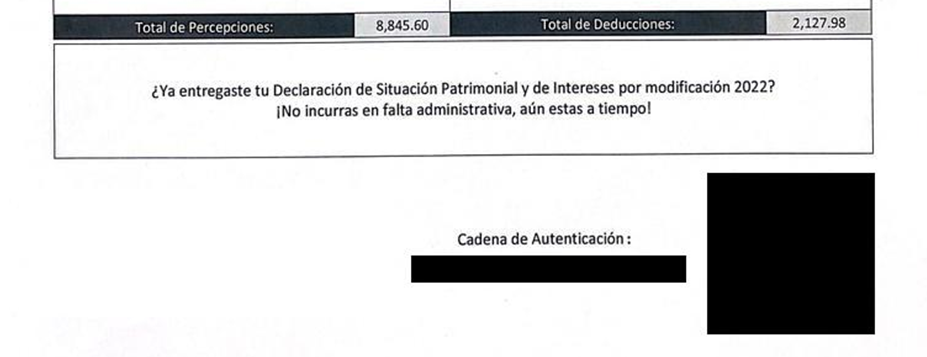 Total de Percepciones: 8,845.60 Total de Deducciones: 2,127.98
¿Ya entregaste tu Declaración de Situación Patrimonial y de Intereses por modificación 2022?
¡No incurras en falta administrativa, aún estas a tiempo!
Cadena de Autenticación :